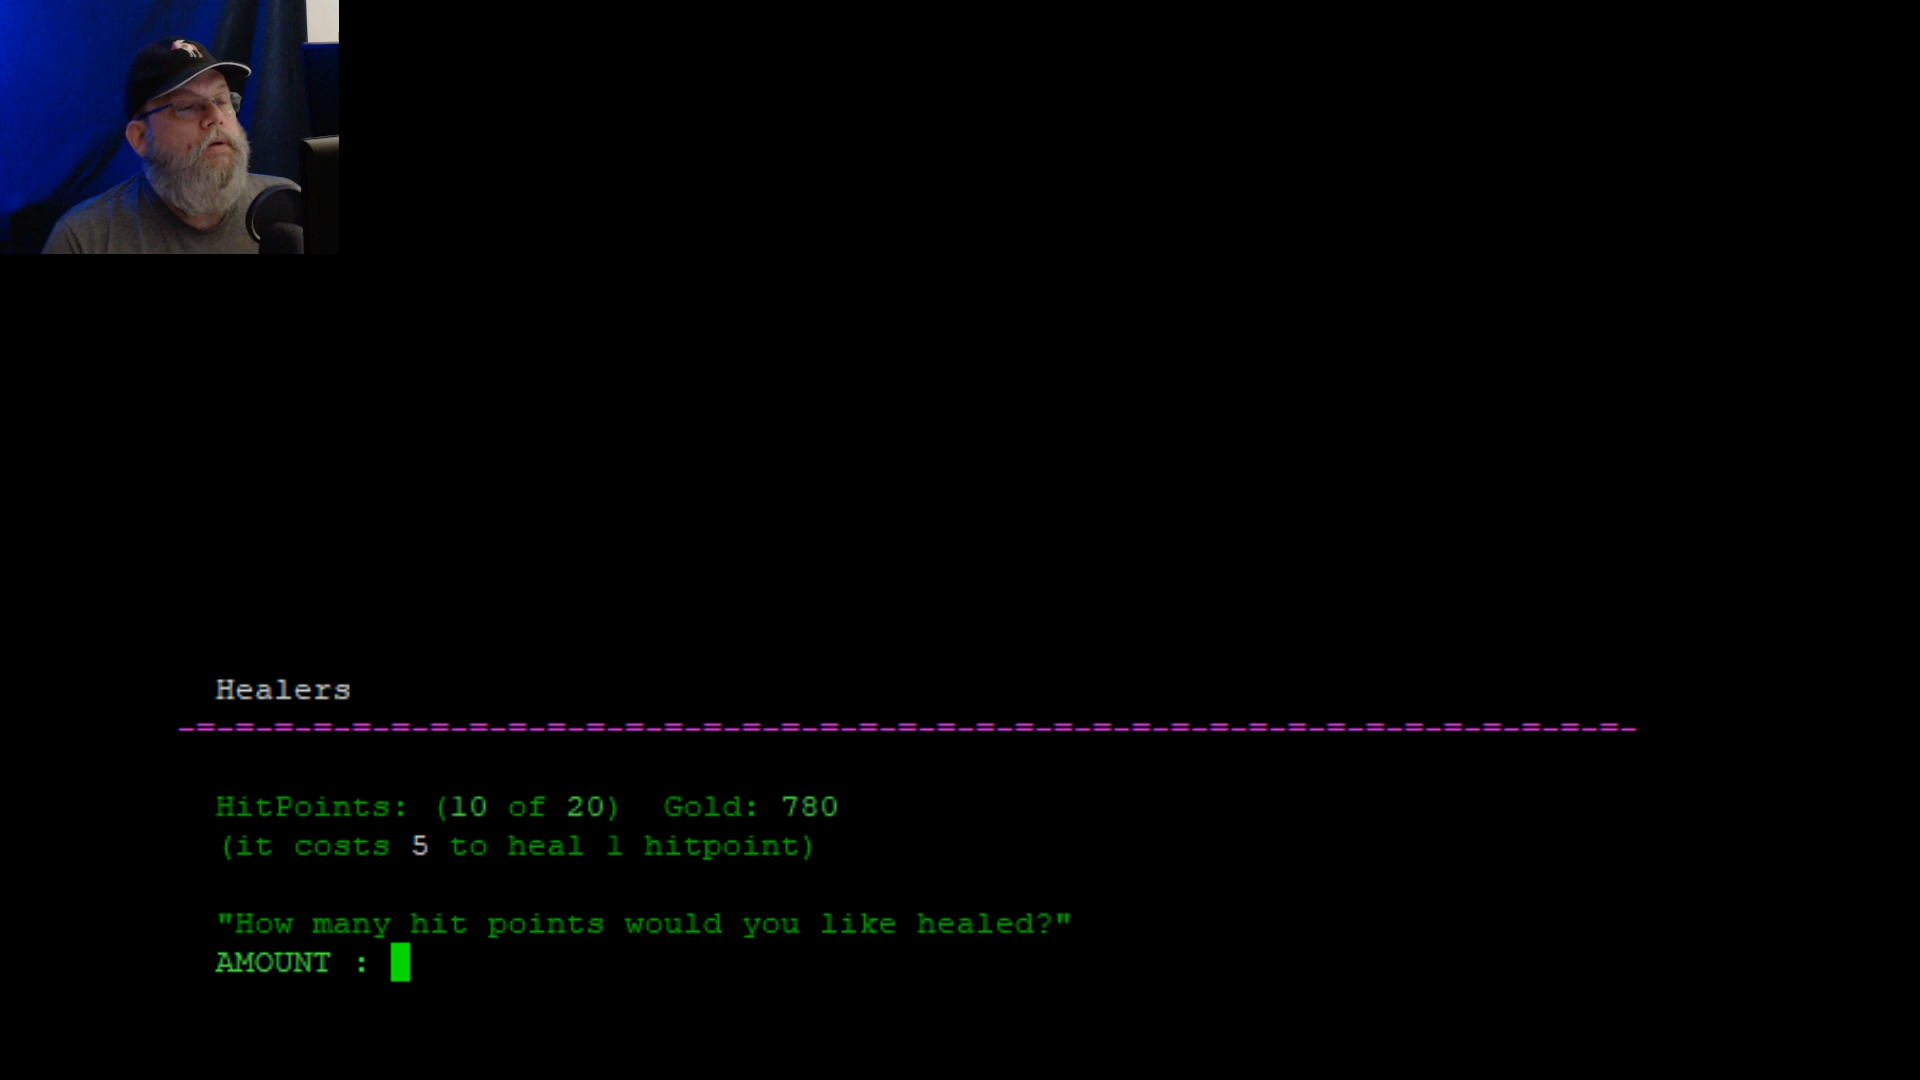 Healers
-=-=-=-=-=-=-=-=-=-=-=-=-=-=-=-=-=-=-=-=-=-=-=-=-=-=-=-=-=-=-=-=-=-=-=-=-=-
HitPoints: (10 of 20)  Gold: 780
(it costs 5 to heal 1 hitpoint)
"How many hit points would you like healed?"
AMOUNT :